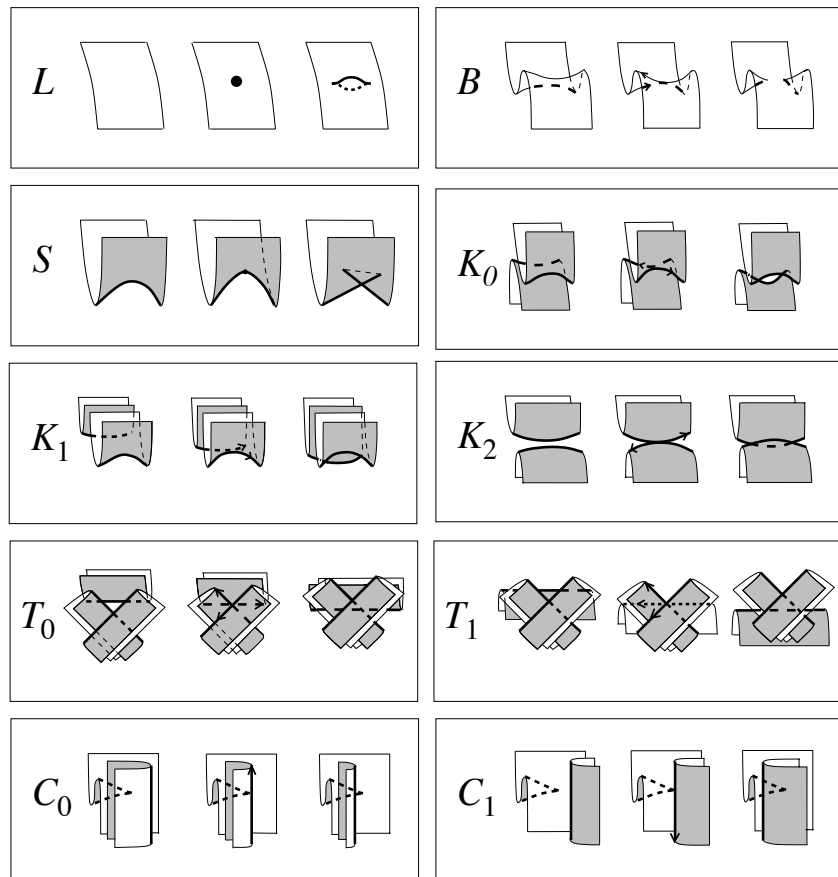 L B
S K₀
K₁ K₂
T₀ T₁
C₀ C₁